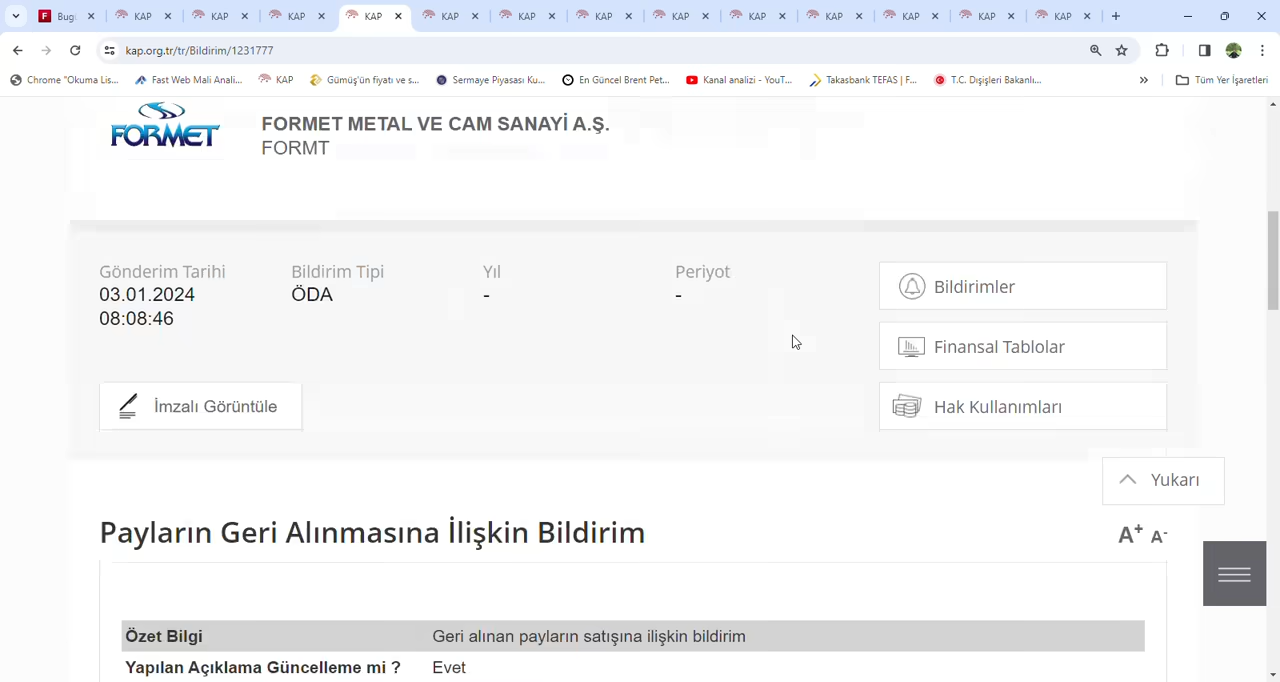 Bugi
KAP
KAP
KAP
KAP
KAP
KAP
KAP
KAP
KAP
KAP
KAP
KAP
KAP
kap.org.tr/tr/Bildirim/1231777
Chrome "Okuma Lis...
Fast Web Mali Anali...
KAP
Gümüş'ün fiyatı ve s...
Sermaye Piyasası Ku...
En Güncel Brent Pet...
Kanal analizi - YouT...
Takasbank TEFAS | F...
T.C. Dışişleri Bakanlı...
Tüm Yer İşaretleri
FORMET
FORMET METAL VE CAM SANAYİ A.Ş.
FORMT
Gönderim Tarihi
03.01.2024
08:08:46
Bildirim Tipi
ÖDA
Yıl
-
Periyot
-
Bildirimler
Finansal Tablolar
Hak Kullanımları
İmzalı Görüntüle
Yukarı
Payların Geri Alınmasına İlişkin Bildirim
A+ A-
Özet Bilgi Geri alınan payların satışına ilişkin bildirim
Yapılan Açıklama Güncelleme mi ? Evet